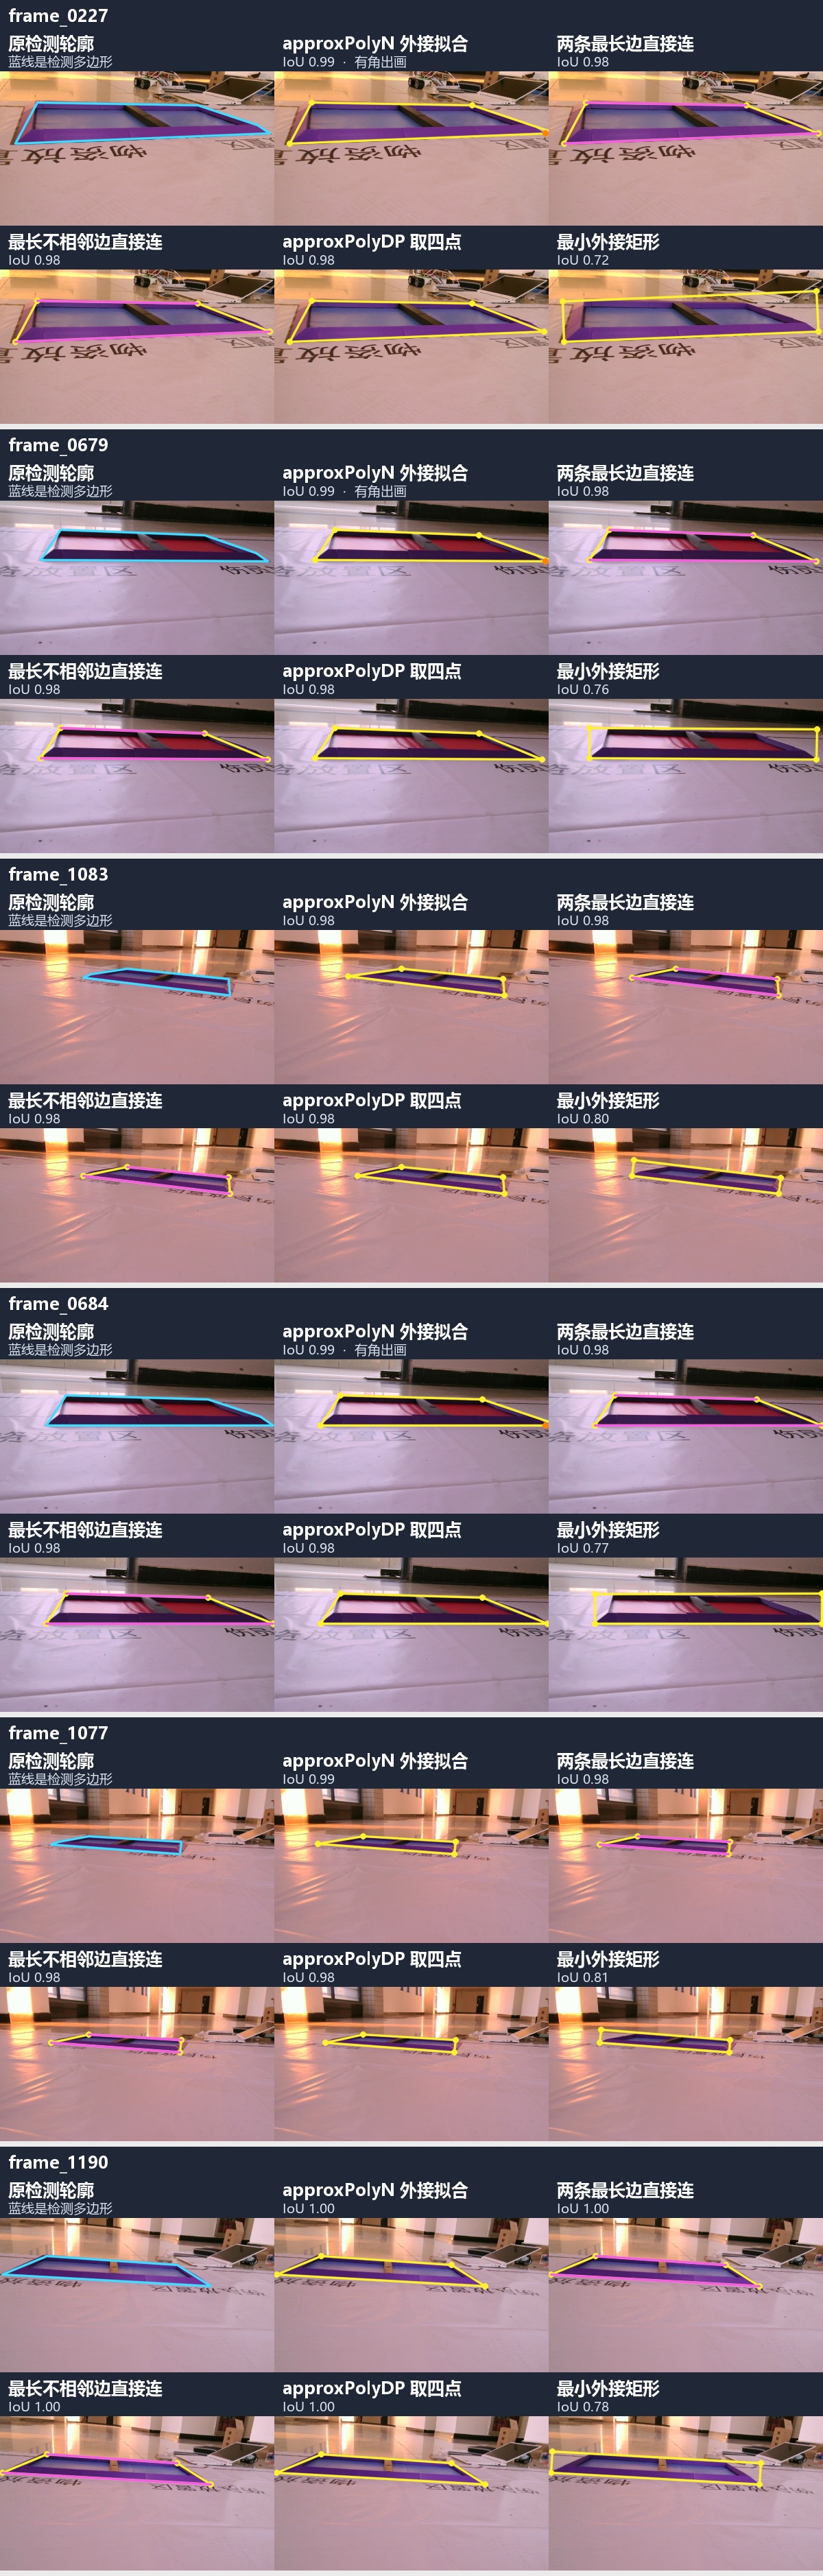 frame_0227
原检测轮廓
蓝线是检测多边形
approxPolyN 外接拟合
IoU 0.99 · 有角出画
两条最长边直接连
IoU 0.98
最长不相邻边直接连
IoU 0.98
approxPolyDP 取四点
IoU 0.98
最小外接矩形
IoU 0.72
frame_0679
原检测轮廓
蓝线是检测多边形
approxPolyN 外接拟合
IoU 0.99 · 有角出画
两条最长边直接连
IoU 0.98
最长不相邻边直接连
IoU 0.98
approxPolyDP 取四点
IoU 0.98
最小外接矩形
IoU 0.76
frame_1083
原检测轮廓
蓝线是检测多边形
approxPolyN 外接拟合
IoU 0.98
两条最长边直接连
IoU 0.98
最长不相邻边直接连
IoU 0.98
approxPolyDP 取四点
IoU 0.98
最小外接矩形
IoU 0.80
frame_0684
原检测轮廓
蓝线是检测多边形
approxPolyN 外接拟合
IoU 0.99 · 有角出画
两条最长边直接连
IoU 0.98
最长不相邻边直接连
IoU 0.98
approxPolyDP 取四点
IoU 0.98
最小外接矩形
IoU 0.77
frame_1077
原检测轮廓
蓝线是检测多边形
approxPolyN 外接拟合
IoU 0.99
两条最长边直接连
IoU 0.98
最长不相邻边直接连
IoU 0.98
approxPolyDP 取四点
IoU 0.98
最小外接矩形
IoU 0.81
frame_1190
原检测轮廓
蓝线是检测多边形
approxPolyN 外接拟合
IoU 1.00
两条最长边直接连
IoU 1.00
最长不相邻边直接连
IoU 1.00
approxPolyDP 取四点
IoU 1.00
最小外接矩形
IoU 0.78